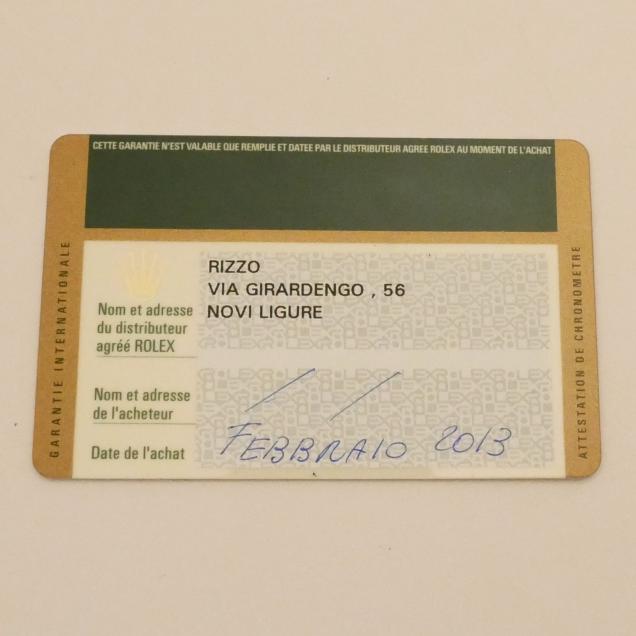 CETTE GARANTIE N'EST VALABLE QUE REMPLIE ET DATEE PAR LE DISTRIBUTEUR AGREE ROLEX AU MOMENT DE L'ACHAT
GARANTIE INTERNATIONALE
RIZZO
VIA GIRARDENGO , 56
NOVI LIGURE
Nom et adresse
du distributeur
agréé ROLEX
Nom et adresse
de l'acheteur
Date de l'achat
FEBBRAIO 2013
ATTESTATION DE CHRONOMETRE